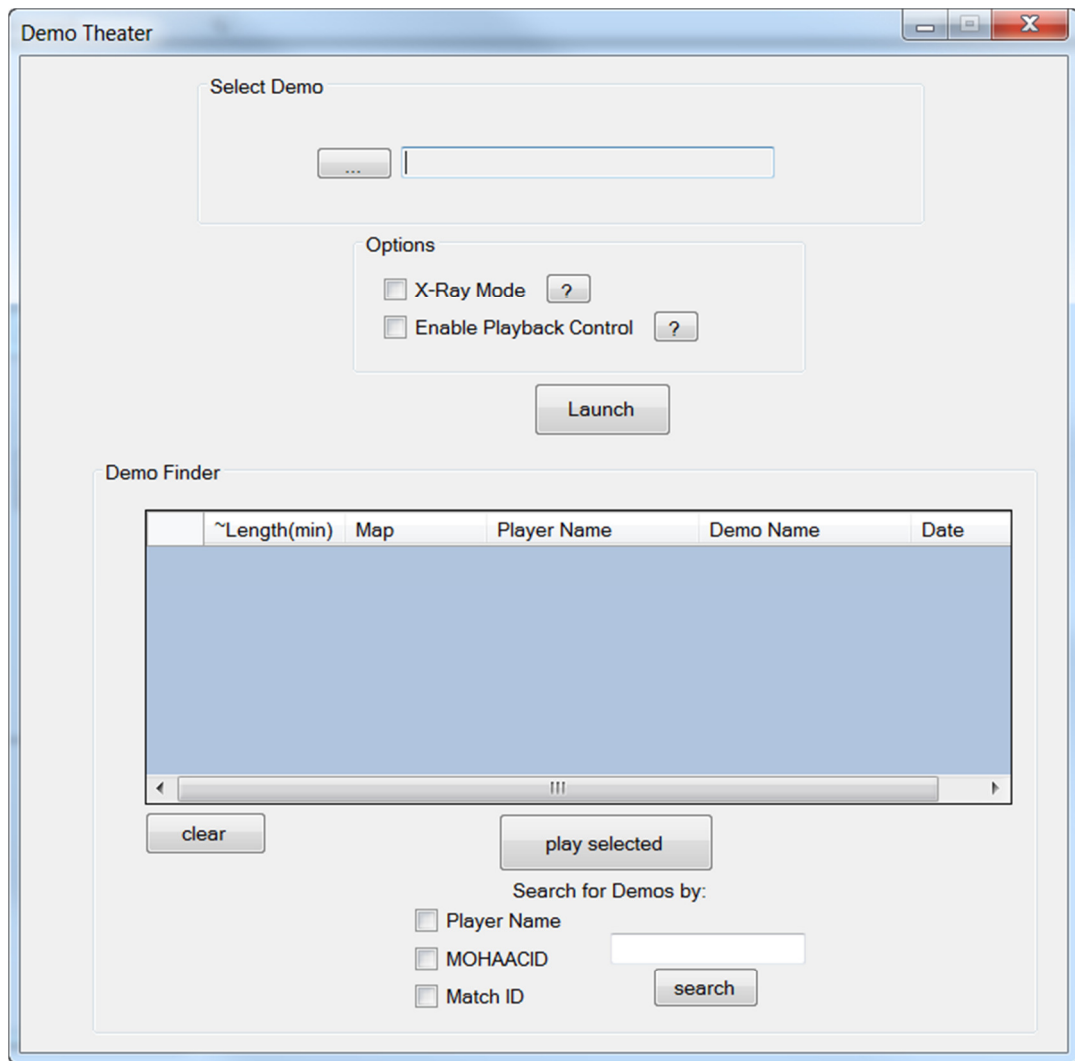 Demo Theater
Select Demo
...
Options
X-Ray Mode ?
Enable Playback Control ?
Launch
Demo Finder
~Length(min) Map Player Name Demo Name Date
clear
play selected
Search for Demos by:
Player Name
MOHAACID
Match ID
search